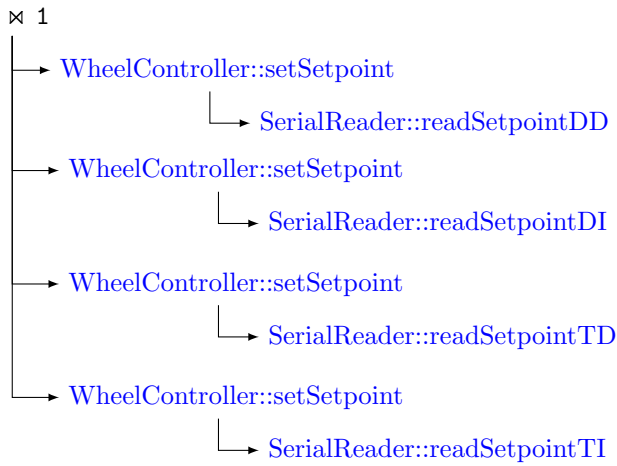 ⋈ 1
WheelController::setSetpoint
SerialReader::readSetpointDD
WheelController::setSetpoint
SerialReader::readSetpointDI
WheelController::setSetpoint
SerialReader::readSetpointTD
WheelController::setSetpoint
SerialReader::readSetpointTI